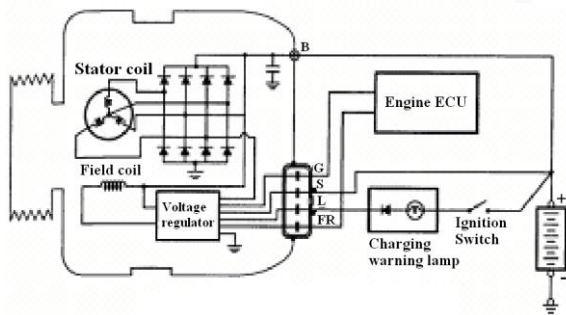 B
Stator coil
Engine ECU
G
Field coil
S
L
Voltage
regulator
FR
Ignition
Switch
Charging
warning lamp
+
−